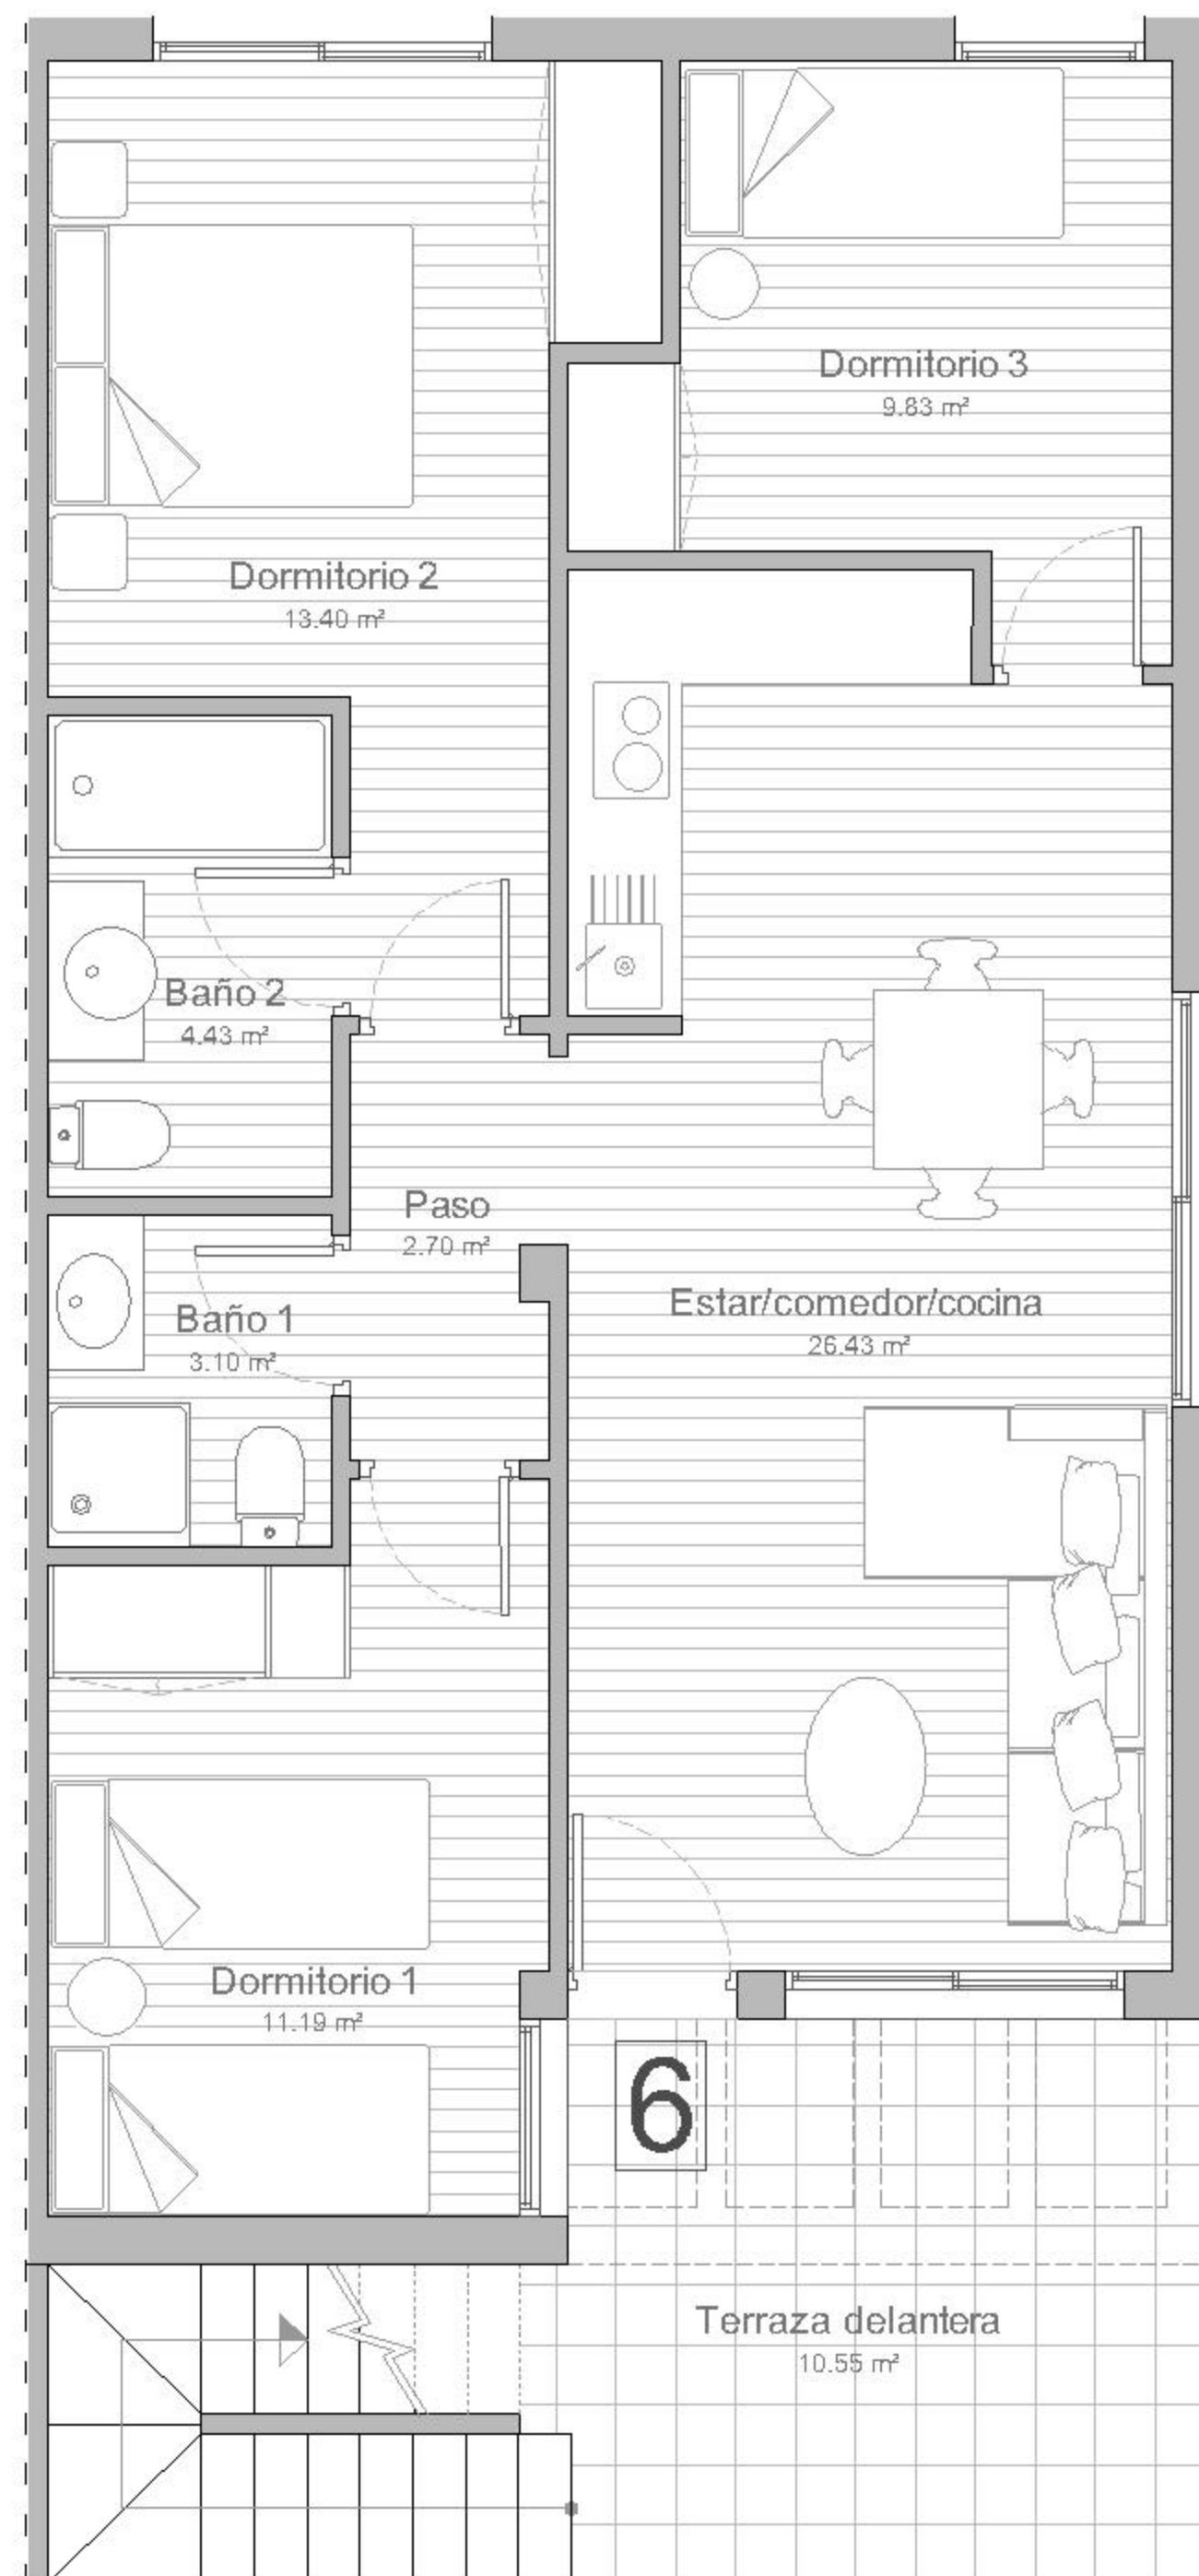 Dormitorio 3
9.83 m²
Dormitorio 2
13.40 m²
Baño 2
4.43 m²
Paso
2.70 m²
Estar/comedor/cocina
26.43 m²
Baño 1
3.10 m²
Dormitorio 1
11.19 m²
6
Terraza delantera
10.55 m²